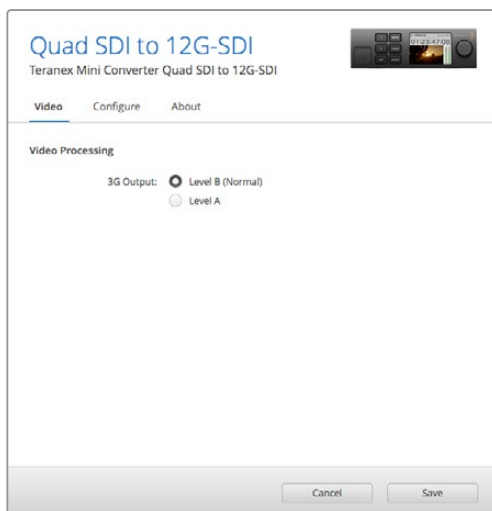 Quad SDI to 12G-SDI
Teranex Mini Converter Quad SDI to 12G-SDI
Video Configure About
Video Processing
3G Output: Level B (Normal)
Level A
Cancel Save